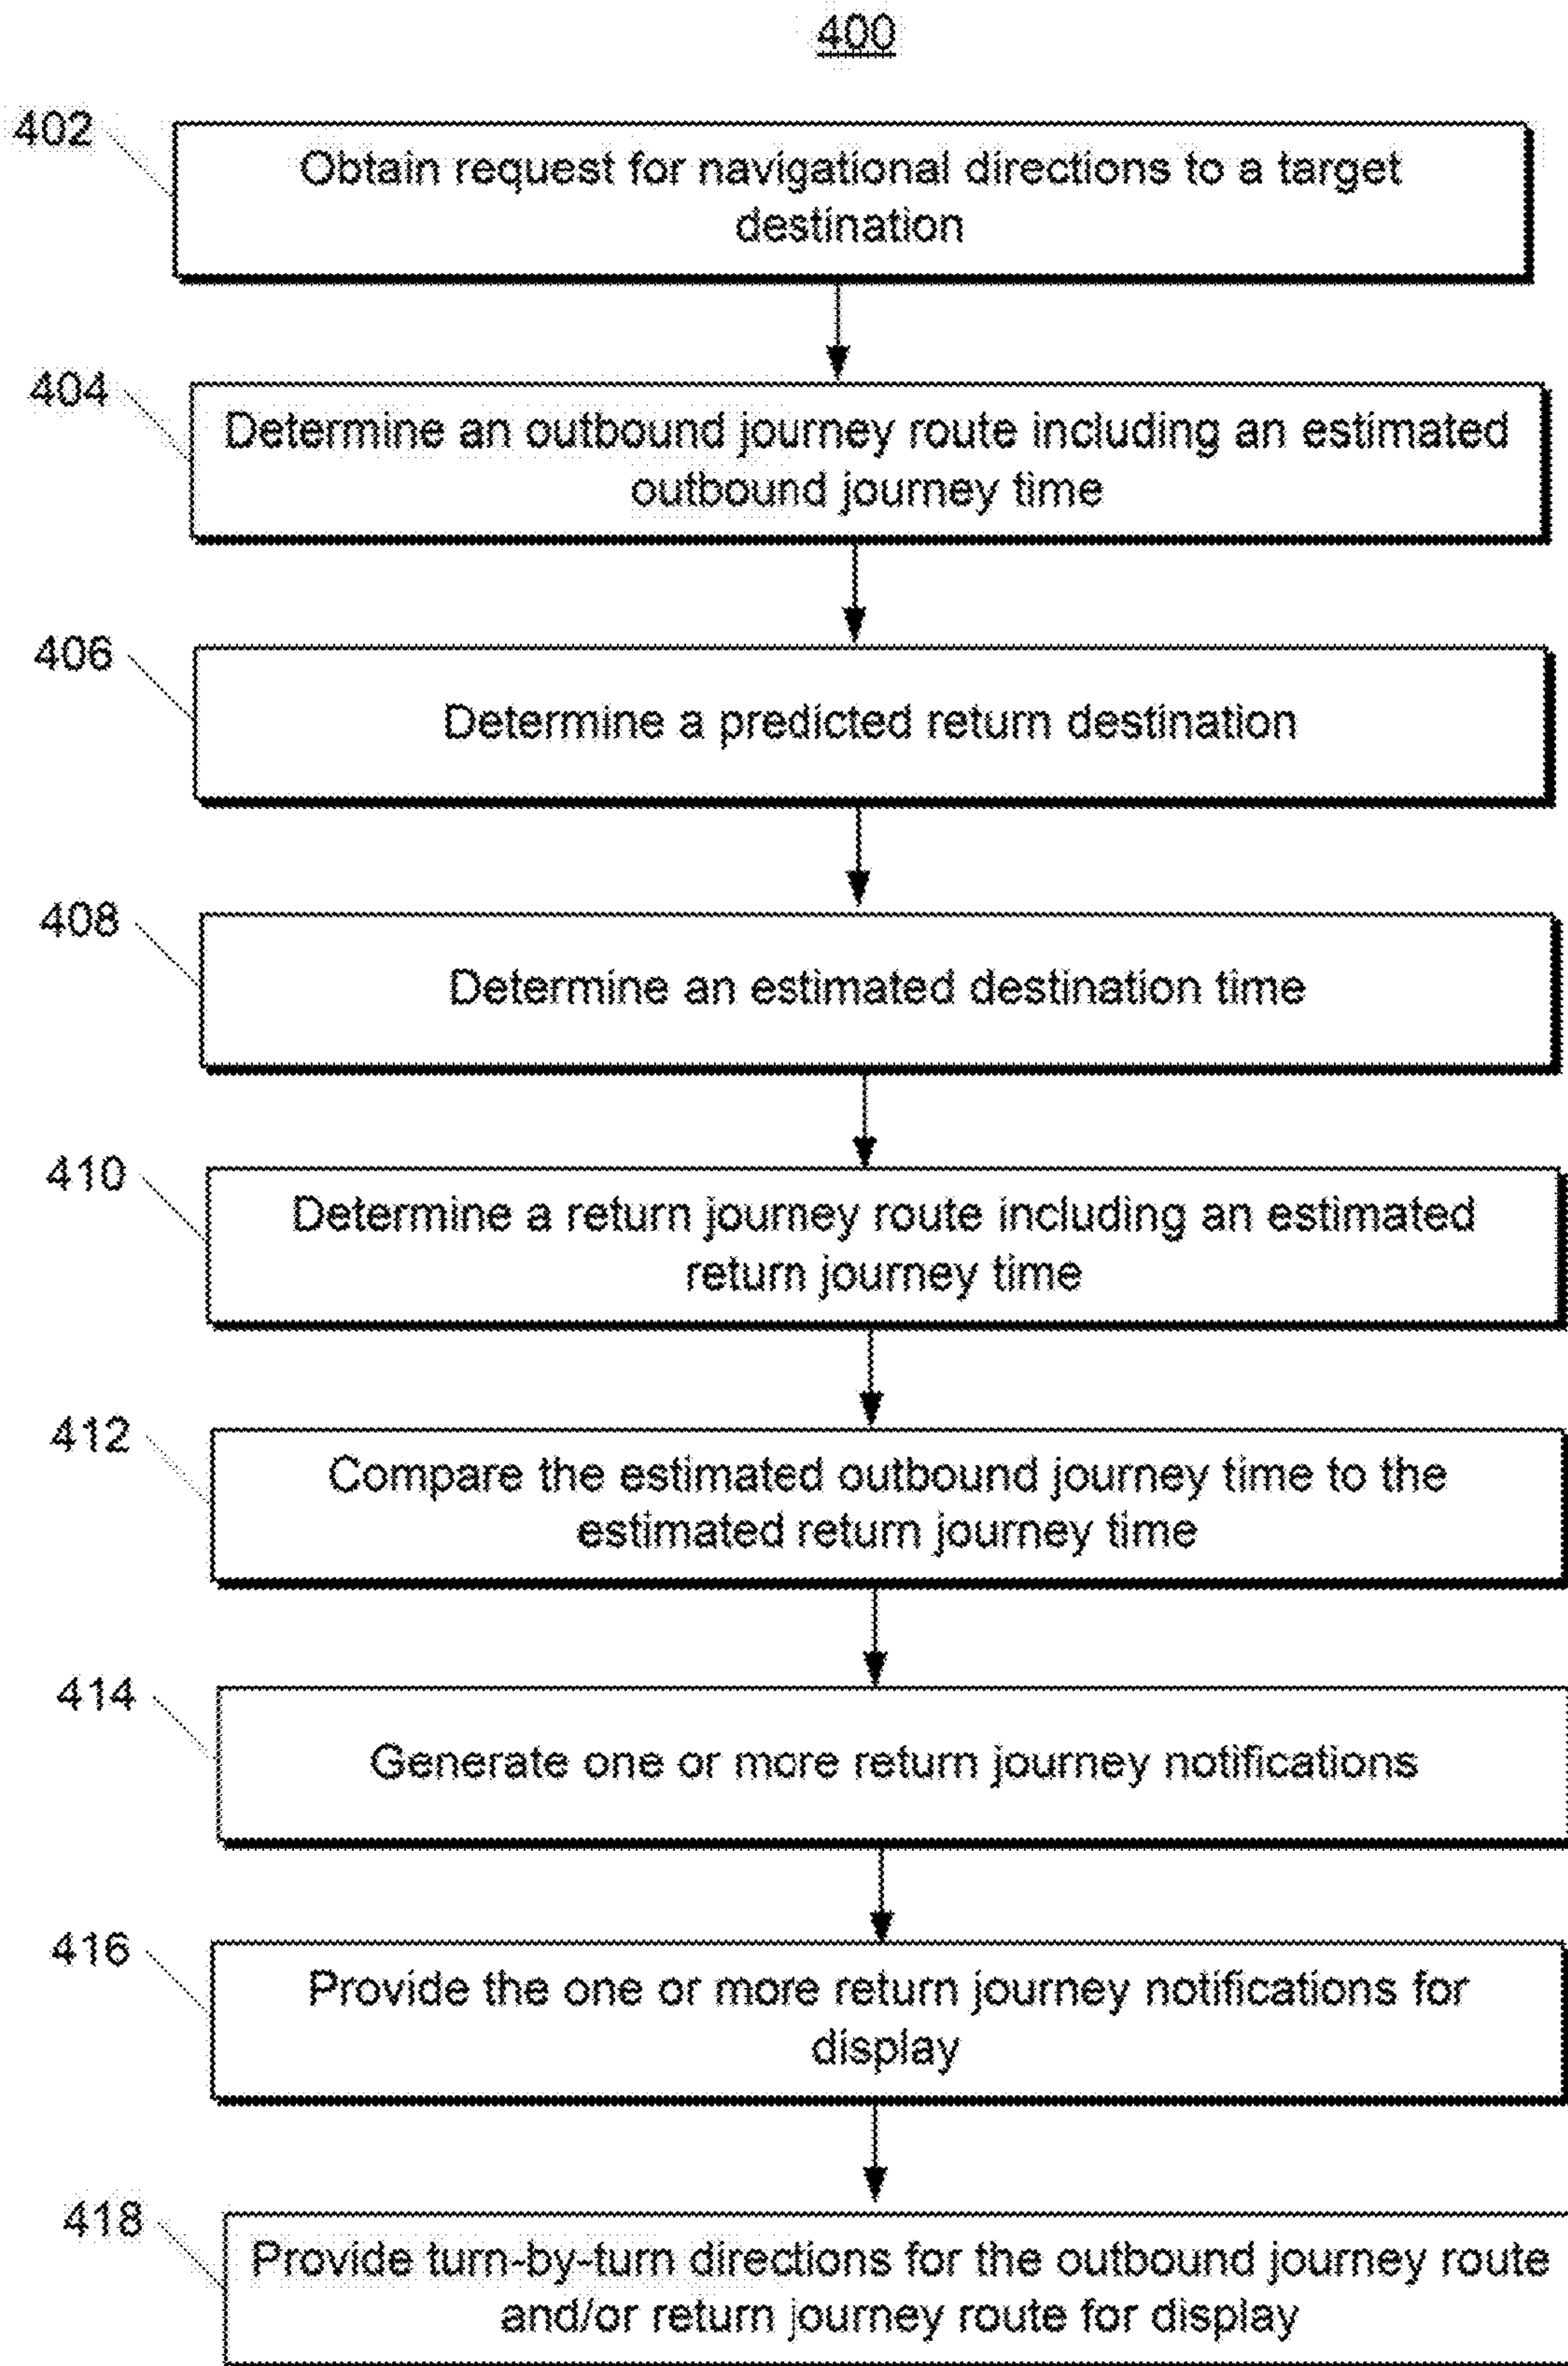 400
402
Obtain request for navigational directions to a target
destination
404
Determine an outbound journey route including an estimated
outbound journey time
406
Determine a predicted return destination
408
Determine an estimated destination time
410
Determine a return journey route including an estimated
return journey time
412
Compare the estimated outbound journey time to the
estimated return journey time
414
Generate one or more return journey notifications
416
Provide the one or more return journey notifications for
display
418
Provide turn-by-turn directions for the outbound journey route
and/or return journey route for display